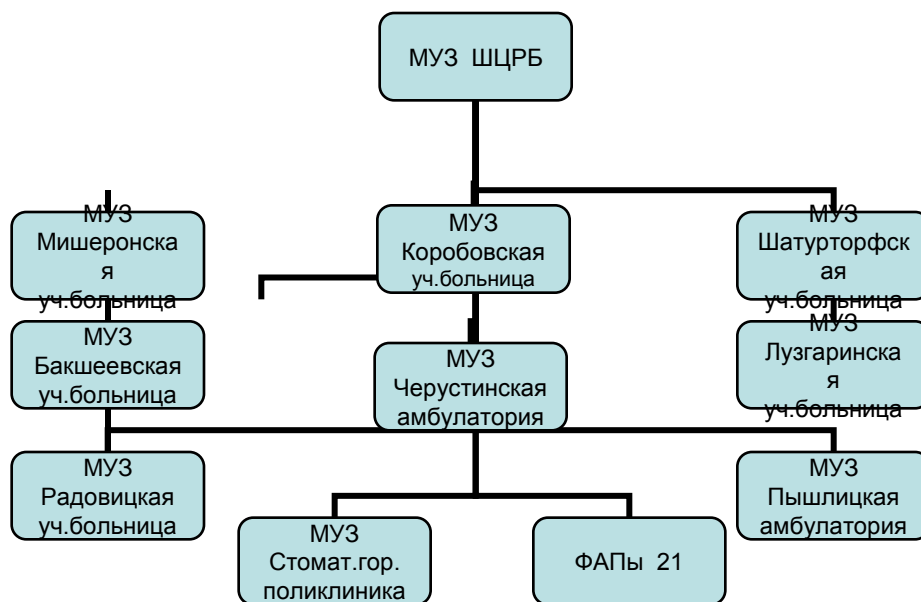 МУЗ ШЦРБ
МУЗ
Мишеронска
я
уч.больница
МУЗ
Коробовская
уч.больница
МУЗ
Шатурторфск
ая
уч.больница
МУЗ
Бакшеевская
уч.больница
МУЗ
Черустинская
амбулатория
МУЗ
Лузгаринска
я
уч.больница
МУЗ
Радовицкая
уч.больница
МУЗ
Пышлицкая
амбулатория
МУЗ
Стомат.гор.
поликлиника
ФАПы 21